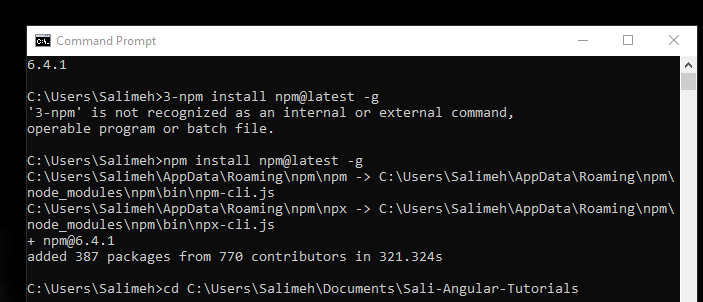 Command Prompt
6.4.1
C:\Users\Salimeh>3-npm install npm@latest -g
'3-npm' is not recognized as an internal or external command,
operable program or batch file.
C:\Users\Salimeh>npm install npm@latest -g
C:\Users\Salimeh\AppData\Roaming\npm\npm -> C:\Users\Salimeh\AppData\Roaming\npm\
node_modules\npm\bin\npm-cli.js
C:\Users\Salimeh\AppData\Roaming\npm\npx -> C:\Users\Salimeh\AppData\Roaming\npm\
node_modules\npm\bin\npx-cli.js
+ npm@6.4.1
added 387 packages from 770 contributors in 321.324s
C:\Users\Salimeh>cd C:\Users\Salimeh\Documents\Sali-Angular-Tutorials